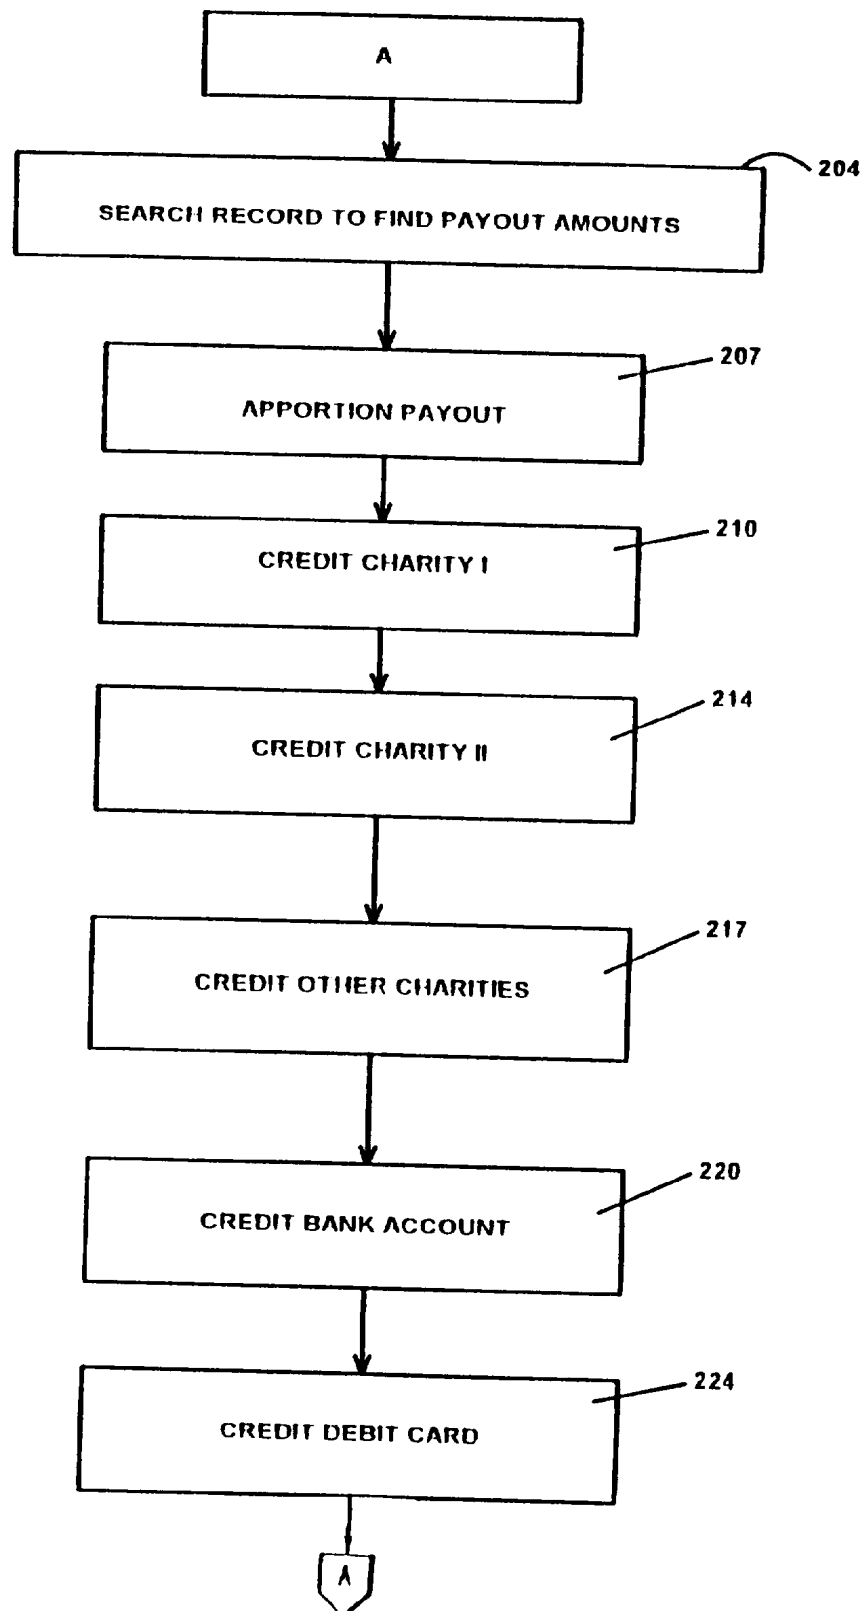 A
204
SEARCH RECORD TO FIND PAYOUT AMOUNTS
207
APPORTION PAYOUT
210
CREDIT CHARITY I
214
CREDIT CHARITY II
217
CREDIT OTHER CHARITIES
220
CREDIT BANK ACCOUNT
224
CREDIT DEBIT CARD
A